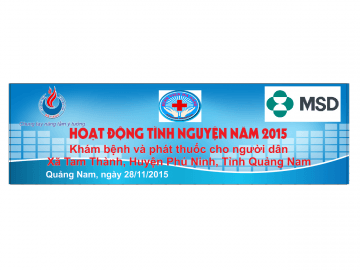 MSD
HOẠT ĐỘNG TÌNH NGUYỆN NĂM 2015
Khám bệnh và phát thuốc cho người dân
Xã Tam Thành, Huyện Phú Ninh, Tỉnh Quảng Nam
Quảng Nam, ngày 28/11/2015